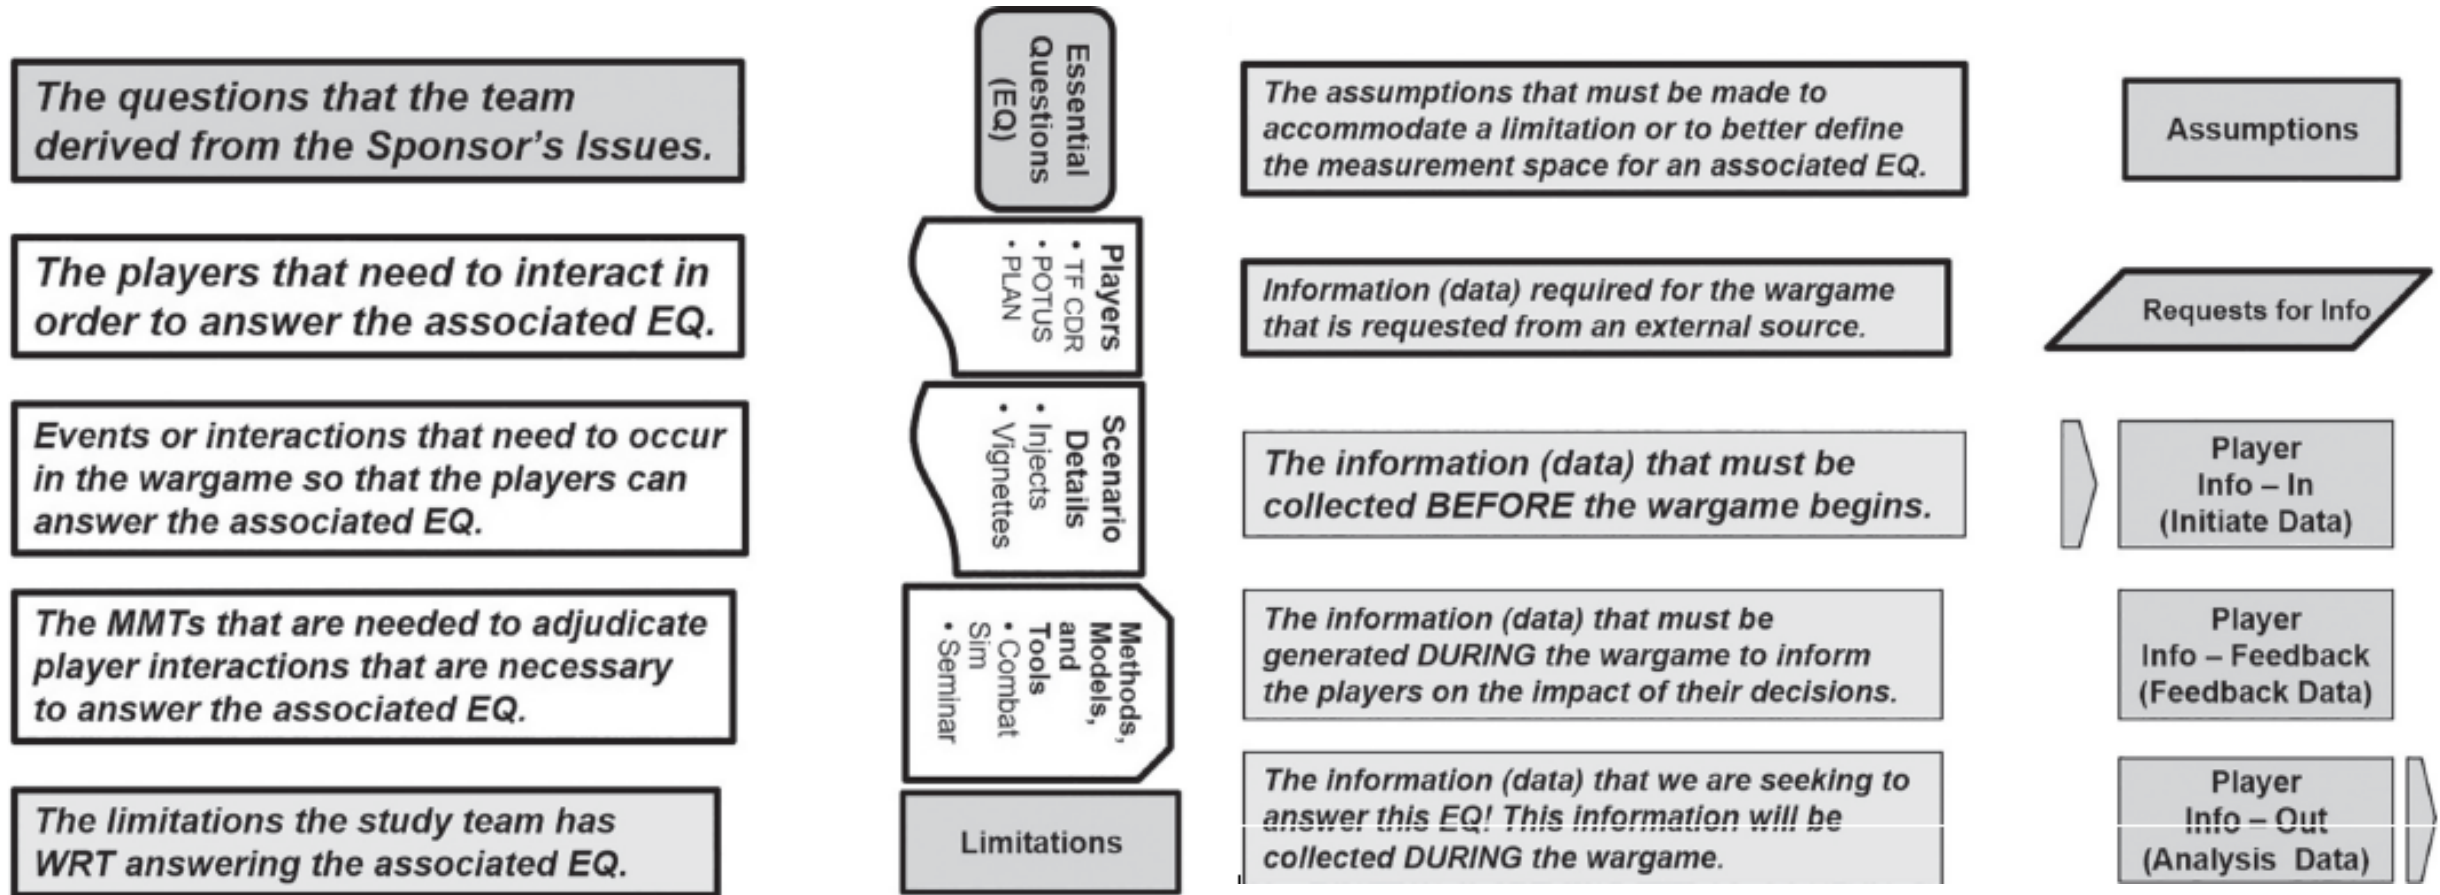 The questions that the team
derived from the Sponsor's Issues.
Essential
Questions
(EQ)
The players that need to interact in
order to answer the associated EQ.
Players
• TF CDR
• POTUS
• PLAN
Events or interactions that need to occur
in the wargame so that the players can
answer the associated EQ.
Scenario
Details
• Injects
• Vignettes
The MMTs that are needed to adjudicate
player interactions that are necessary
to answer the associated EQ.
Methods,
Models,
and
Tools
• Combat
Sim
• Seminar
The limitations the study team has
WRT answering the associated EQ.
Limitations
The assumptions that must be made to
accommodate a limitation or to better define
the measurement space for an associated EQ.
Assumptions
Information (data) required for the wargame
that is requested from an external source.
Requests for Info
The information (data) that must be
collected BEFORE the wargame begins.
Player
Info – In
(Initiate Data)
The information (data) that must be
generated DURING the wargame to inform
the players on the impact of their decisions.
Player
Info – Feedback
(Feedback Data)
The information (data) that we are seeking to
answer this EQ! This information will be
collected DURING the wargame.
Player
Info – Out
(Analysis Data)